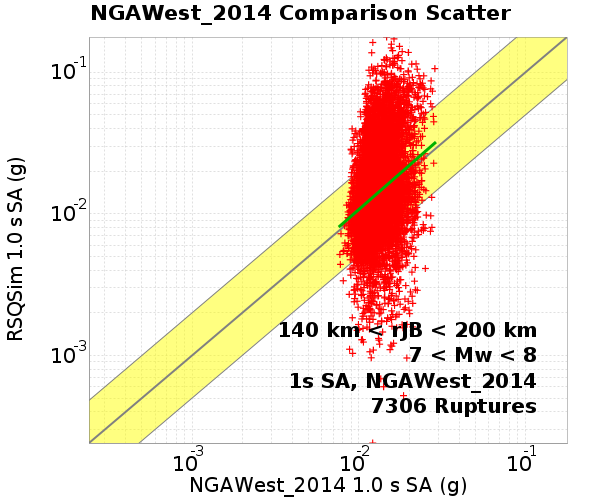 NGAWest_2014 Comparison Scatter
RSQSim 1.0 s SA (g)
10-1
10-2
10-3
140 km < rJB < 200 km
7 < Mw < 8
1s SA, NGAWest_2014
7306 Ruptures
10-3
10-2
10-1
NGAWest_2014 1.0 s SA (g)